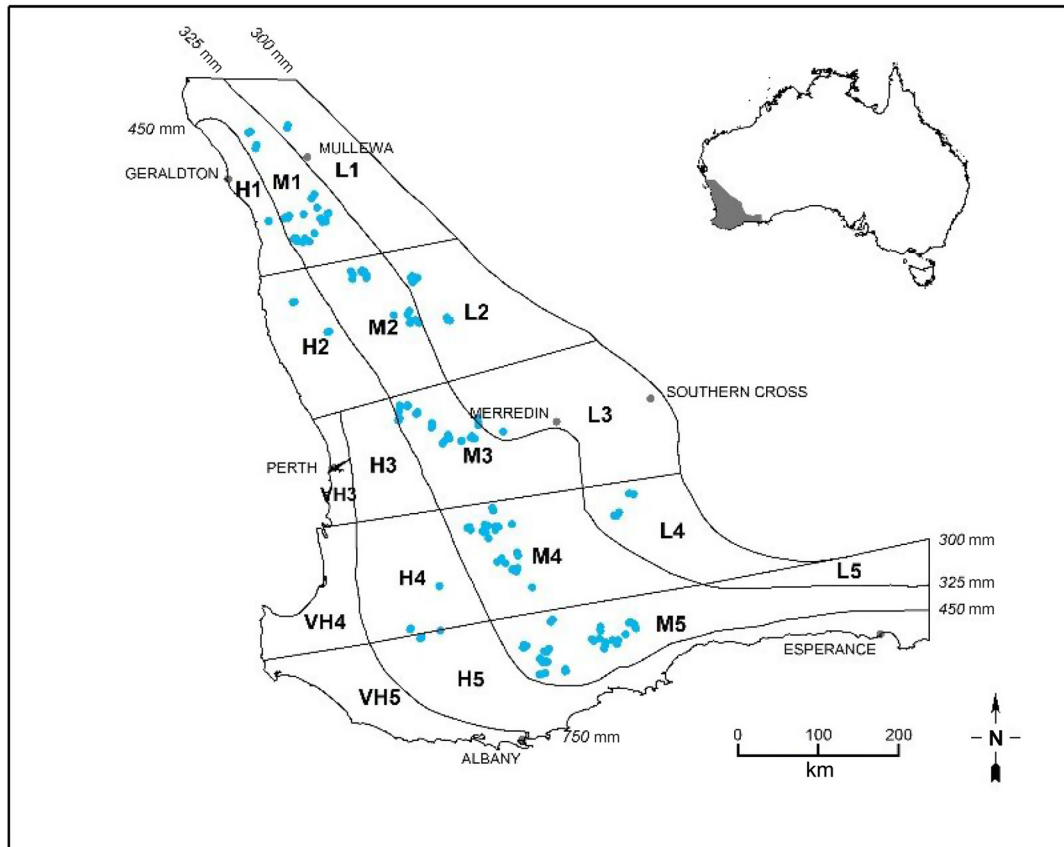 325 mm
300 mm
450 mm
MULLEWA
GERALDTON
H1
M1
L1
H2
M2
L2
SOUTHERN CROSS
MERREDIN
L3
PERTH
VH3
H3
M3
L4
M4
H4
VH4
300 mm
L5
325 mm
450 mm
M5
ESPERANCE
H5
VH5
750 mm
ALBANY
0 100 200
km
N